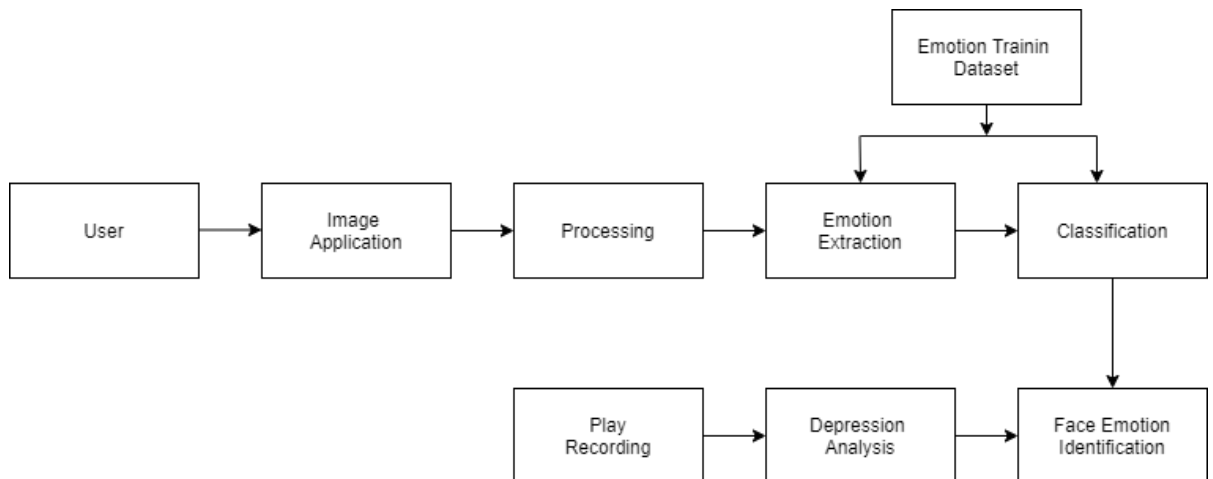 Emotion Trainin
Dataset
User
Image
Application
Processing
Emotion
Extraction
Classification
Play
Recording
Depression
Analysis
Face Emotion
Identification